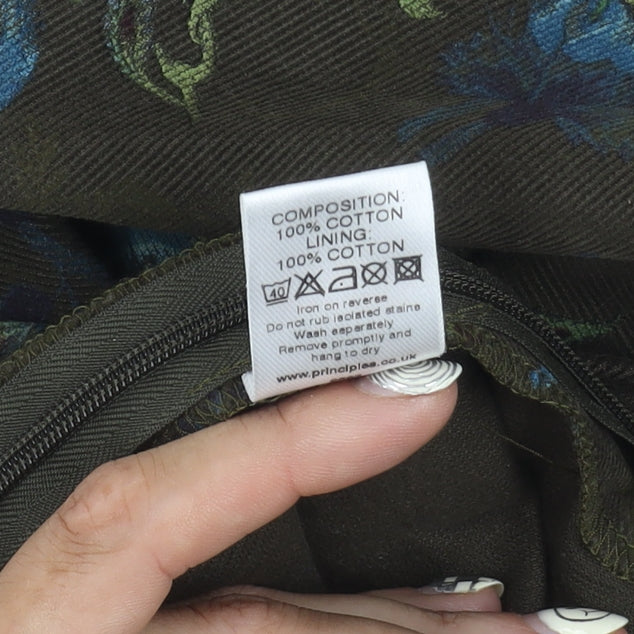 COMPOSITION:
100% COTTON
LINING:
100% COTTON
40
Iron on reverse
Do not rub isolated stains
Wash seperately
Remove promptly and
hang to dry
www.principles.co.uk